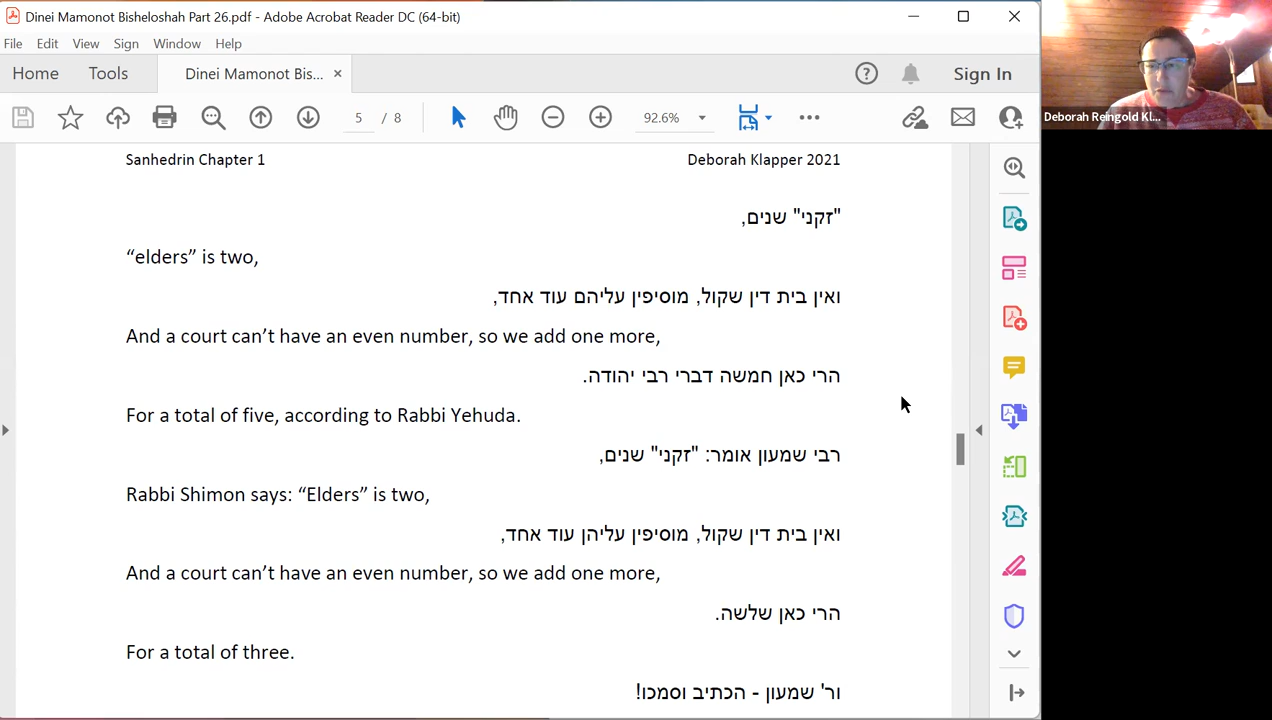 Dinei Mamonot Bisheloshah Part 26.pdf - Adobe Acrobat Reader DC (64-bit)
File Edit View Sign Window Help
Home Tools Dinei Mamonot Bis... × Sign In
5 / 8 92.6%
Deborah Reingold Kl...
Sanhedrin Chapter 1 Deborah Klapper 2021
"זקני" שנים,
“elders” is two,
ואין בית דין שקול, מוסיפין עליהם עוד אחד,
And a court can’t have an even number, so we add one more,
הרי כאן חמשה דברי רבי יהודה.
For a total of five, according to Rabbi Yehuda.
רבי שמעון אומר: "זקני" שנים,
Rabbi Shimon says: “Elders” is two,
ואין בית דין שקול, מוסיפין עליהן עוד אחד,
And a court can’t have an even number, so we add one more,
הרי כאן שלשה.
For a total of three.
ור' שמעון - הכתיב וסמכו!